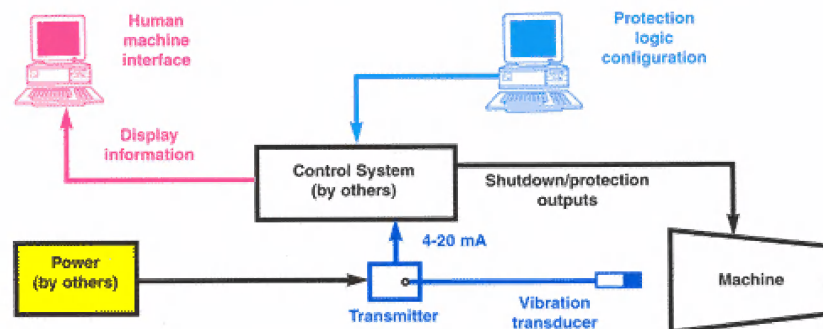 Human
machine
interface
Protection
logic
configuration
Display
information
Control System
(by others)
Shutdown/protection
outputs
4-20 mA
Power
(by others)
Machine
Transmitter
Vibration
transducer